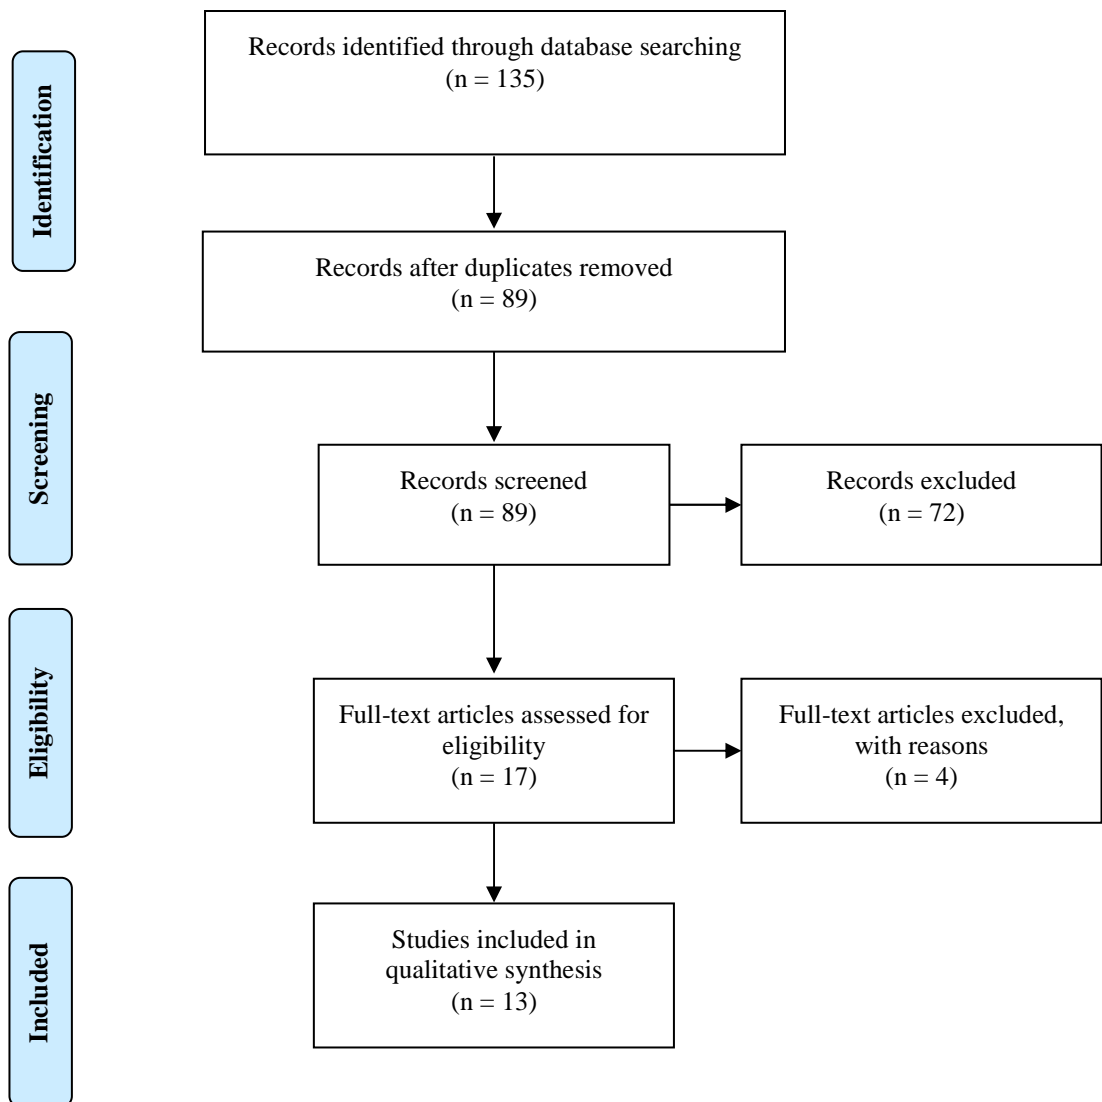 Identification
Records identified through database searching
(n = 135)
Records after duplicates removed
(n = 89)
Screening
Records screened
(n = 89)
Records excluded
(n = 72)
Eligibility
Full-text articles assessed for
eligibility
(n = 17)
Full-text articles excluded,
with reasons
(n = 4)
Included
Studies included in
qualitative synthesis
(n = 13)